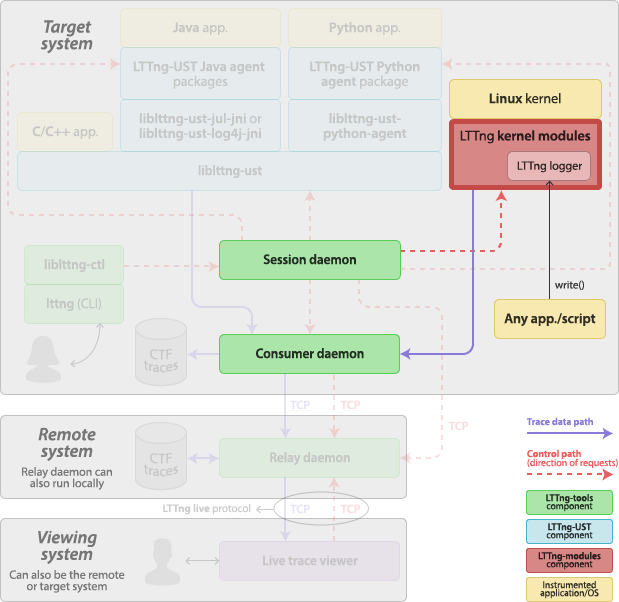 Target
system
Java app.
Python app.
LTTng-UST Java agent
packages
LTTng-UST Python
agent package
Linux kernel
LTTng kernel modules
LTTng logger
C/C++ app.
liblttng-ust-jul-jni or
liblttng-ust-log4j-jni
liblttng-ust-
python-agent
liblttng-ust
liblttng-ctl
lttng (CLI)
Session daemon
write()
Any app./script
CTF
traces
Consumer daemon
TCP
TCP
TCP
Remote
system
Relay daemon can
also run locally
CTF
traces
Relay daemon
LTTng live protocol
TCP
TCP
Viewing
system
Can also be the remote
or target system
Live trace viewer
Trace data path
Control path
(direction of requests)
LTTng-tools
component
LTTng-UST
component
LTTng-modules
component
Instrumented
application/OS